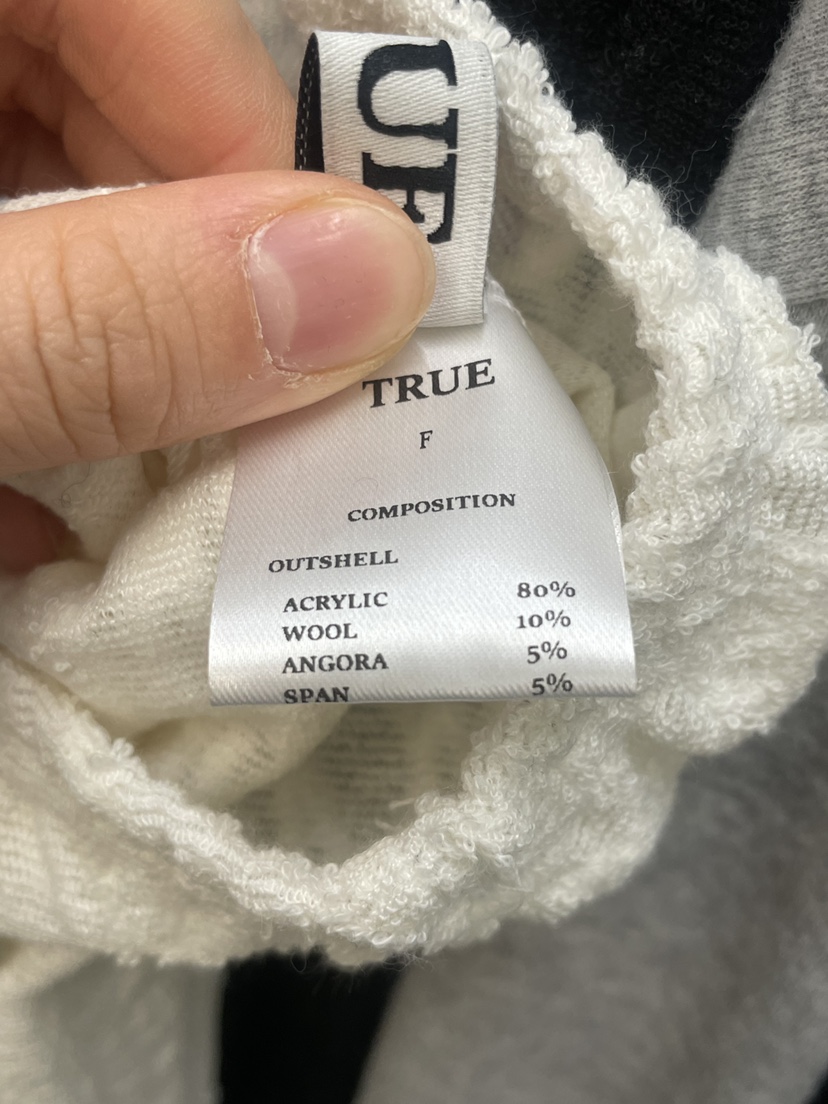 TRUE
F
COMPOSITION
OUTSHELL
ACRYLIC 80%
WOOL 10%
ANGORA 5%
SPAN 5%